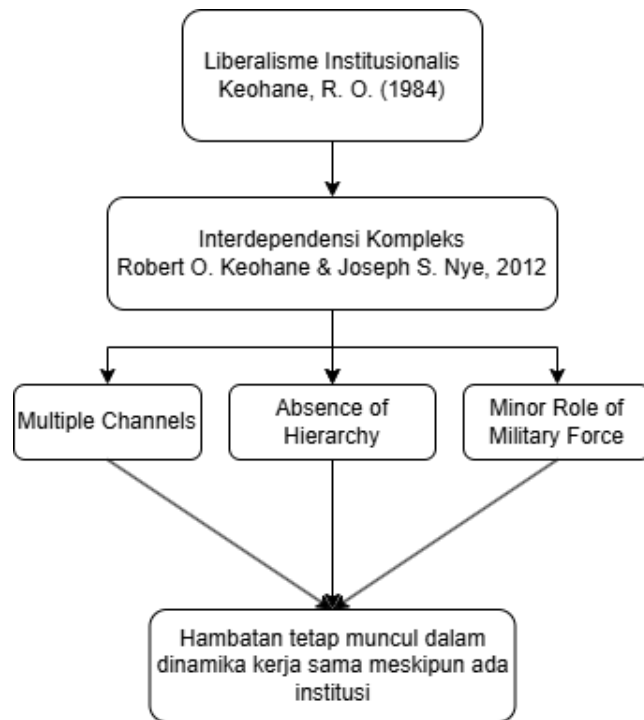 Liberalisme Institusionalis
Keohane, R. O. (1984)
Interdependensi Kompleks
Robert O. Keohane & Joseph S. Nye, 2012
Multiple Channels
Absence of
Hierarchy
Minor Role of
Military Force
Hambatan tetap muncul dalam
dinamika kerja sama meskipun ada
institusi